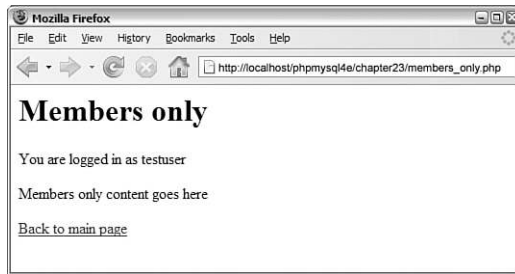 Mozilla Firefox
File Edit View History Bookmarks Tools Help
http://localhost/phpmysql4e/chapter23/members_only.php
Members only
You are logged in as testuser
Members only content goes here
Back to main page